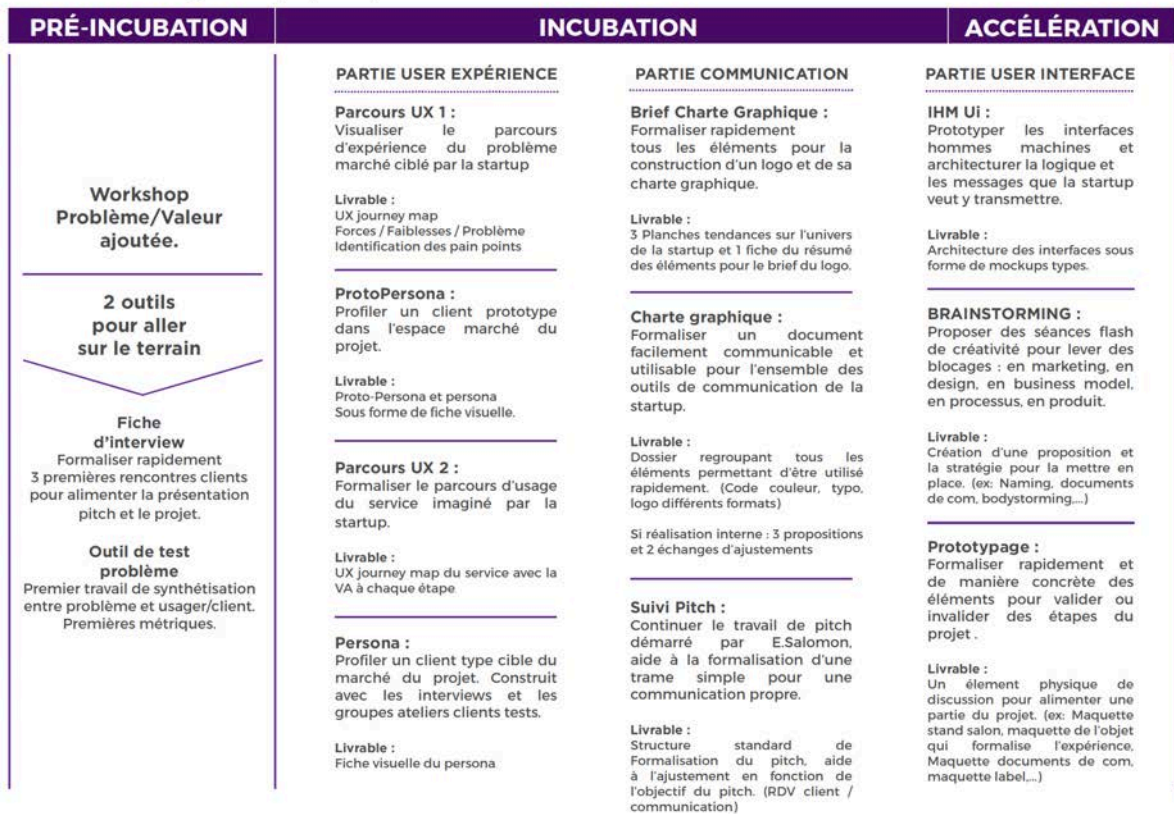 PRÉ-INCUBATION
INCUBATION
ACCÉLÉRATION
Workshop
Problème/Valeur
ajoutée.
2 outils
pour aller
sur le terrain
Fiche
d'interview
Formaliser rapidement
3 premières rencontres clients
pour alimenter la présentation
pitch et le projet.
Outil de test
problème
Premier travail de synthétisation
entre problème et usager/client.
Premières métriques.
PARTIE USER EXPÉRIENCE
Parcours UX 1 :
Visualiser le parcours
d'expérience du problème
marché ciblé par la startup
Livrable :
UX journey map
Forces / Faiblesses / Problème
Identification des pain points
ProtoPersona :
Profiler un client prototype
dans l'espace marché du
projet.
Livrable :
Proto-Persona et persona
Sous forme de fiche visuelle.
Parcours UX 2 :
Formaliser le parcours d'usage
du service imaginé par la
startup.
Livrable :
UX journey map du service avec la
VA à chaque étape
Persona :
Profiler un client type cible du
marché du projet. Construit
avec les interviews et les
groupes ateliers clients tests.
Livrable :
Fiche visuelle du persona
PARTIE COMMUNICATION
Brief Charte Graphique :
Formaliser rapidement
tous les éléments pour la
construction d'un logo et de sa
charte graphique.
Livrable :
3 Planches tendances sur l'univers
de la startup et 1 fiche du résumé
des éléments pour le brief du logo.
Charte graphique :
Formaliser un document
facilement communicable et
utilisable pour l'ensemble des
outils de communication de la
startup.
Livrable :
Dossier regroupant tous les
éléments permettant d'être utilisé
rapidement. (Code couleur, typo,
logo différents formats)
Si réalisation interne : 3 propositions
et 2 échanges d'ajustements
Suivi Pitch :
Continuer le travail de pitch
démarré par E.Salomon,
aide à la formalisation d'une
trame simple pour une
communication propre.
Livrable :
Structure standard de
Formalisation du pitch, aide
à l'ajustement en fonction de
l'objectif du pitch. (RDV client /
communication)
PARTIE USER INTERFACE
IHM Ui :
Prototyper les interfaces
hommes machines et
architecturer la logique et
les messages que la startup
veut y transmettre.
Livrable :
Architecture des interfaces sous
forme de mockups types.
BRAINSTORMING :
Proposer des séances flash
de créativité pour lever des
blocages : en marketing, en
design, en business model,
en processus, en produit.
Livrable :
Création d'une proposition et
la stratégie pour la mettre en
place. (ex: Naming, documents
de com, bodystorming,...)
Prototypage :
Formaliser rapidement et
de manière concrète des
éléments pour valider ou
invalider des étapes du
projet .
Livrable :
Un élement physique de
discussion pour alimenter une
partie du projet. (ex: Maquette
stand salon, maquette de l'objet
qui formalise l'expérience,
Maquette documents de com,
maquette label,...)